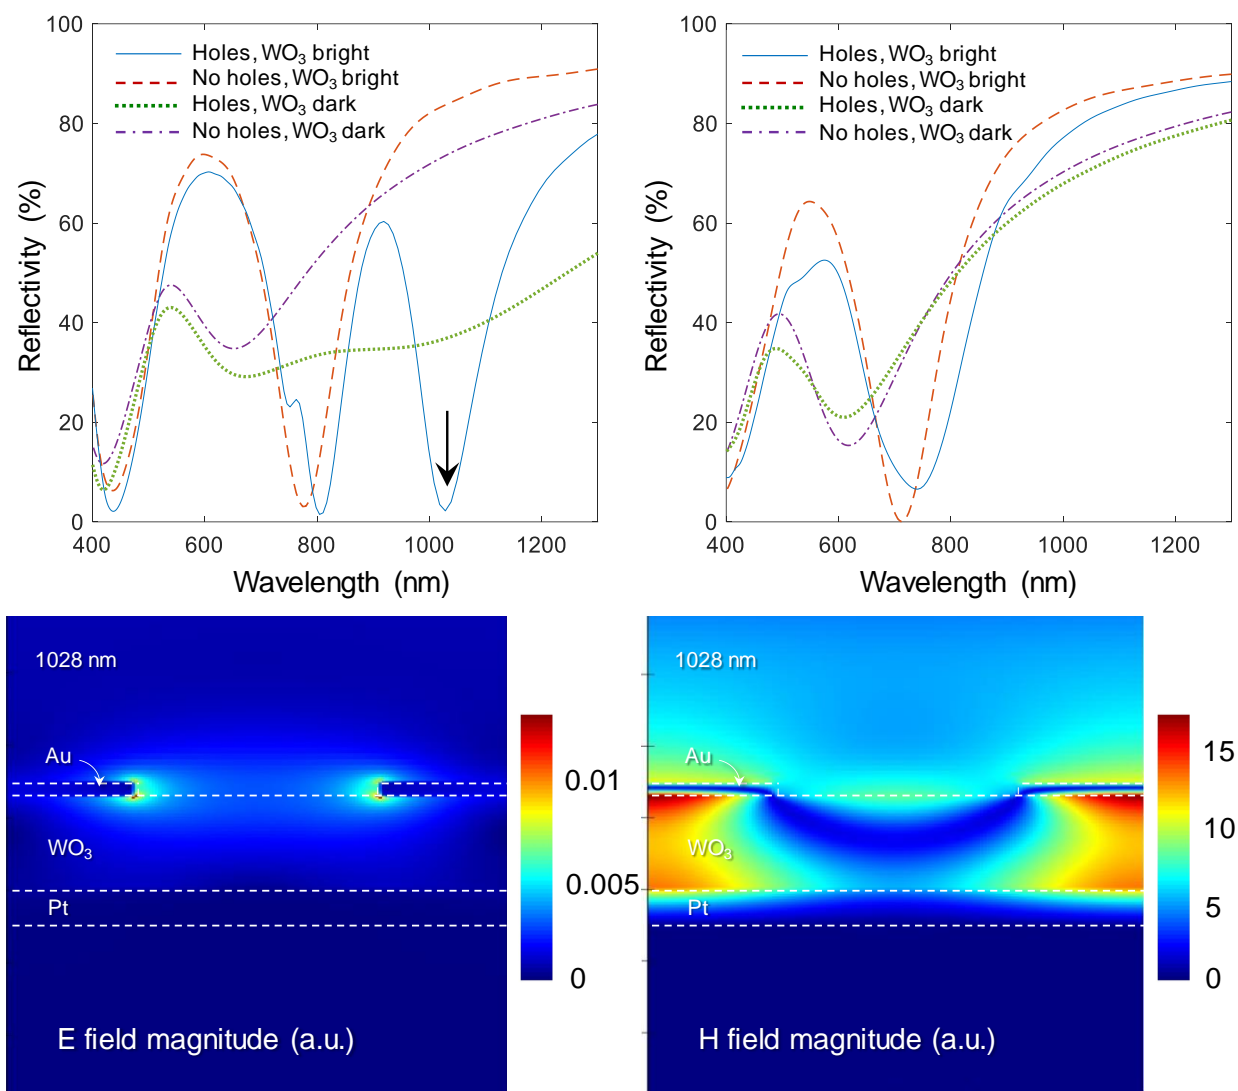 100
80
60
40
20
0
Reflectivity (%)
Holes, WO3 bright
No holes, WO3 bright
Holes, WO3 dark
No holes, WO3 dark
400 600 800 1000 1200
Wavelength (nm)
100
80
60
40
20
0
Reflectivity (%)
Holes, WO3 bright
No holes, WO3 bright
Holes, WO3 dark
No holes, WO3 dark
400 600 800 1000 1200
Wavelength (nm)
1028 nm
Au
WO3
Pt
E field magnitude (a.u.)
0.01
0.005
0
1028 nm
Au
WO3
Pt
H field magnitude (a.u.)
15
10
5
0